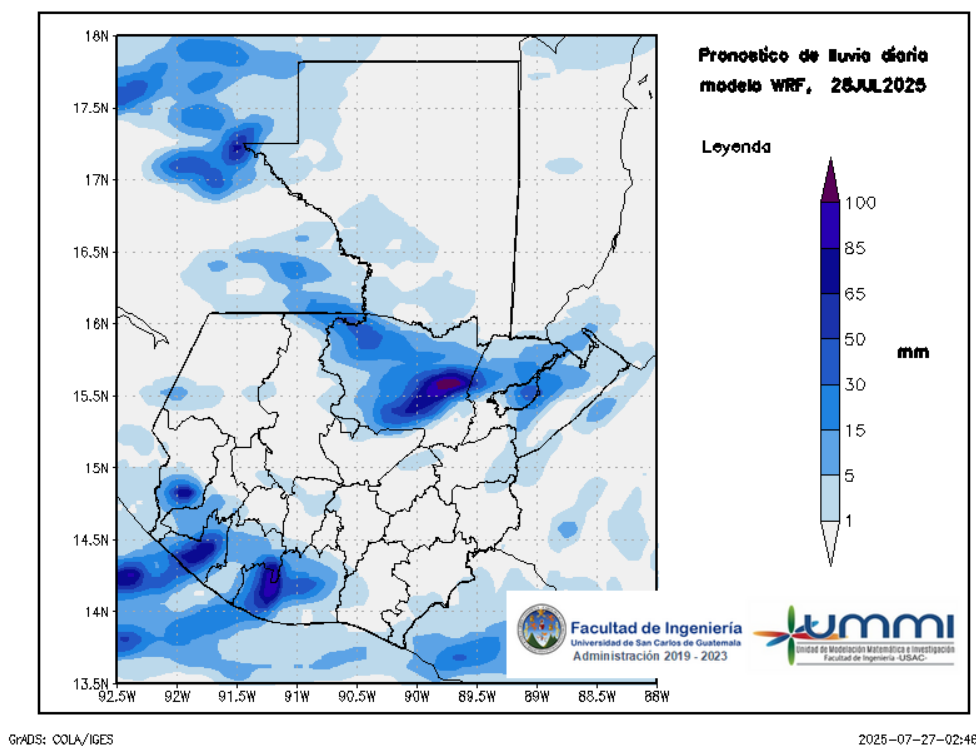 Pronostico de lluvia diaria
modelo WRF, 28JUL2025
Leyenda
100
85
65
50
30
15
5
1
mm
18N
17.5N
17N
16.5N
16N
15.5N
15N
14.5N
14N
13.5N
92.5W
92W
91.5W
91W
90.5W
90W
89.5W
89W
88.5W
88W
Facultad de Ingeniería
Universidad de San Carlos de Guatemala
Administración 2019 - 2023
ummi
Unidad de Modelación Matemática e Investigación
Facultad de Ingeniería -USAC-
GrADS: COLA/IGES
2025-07-27-02:46